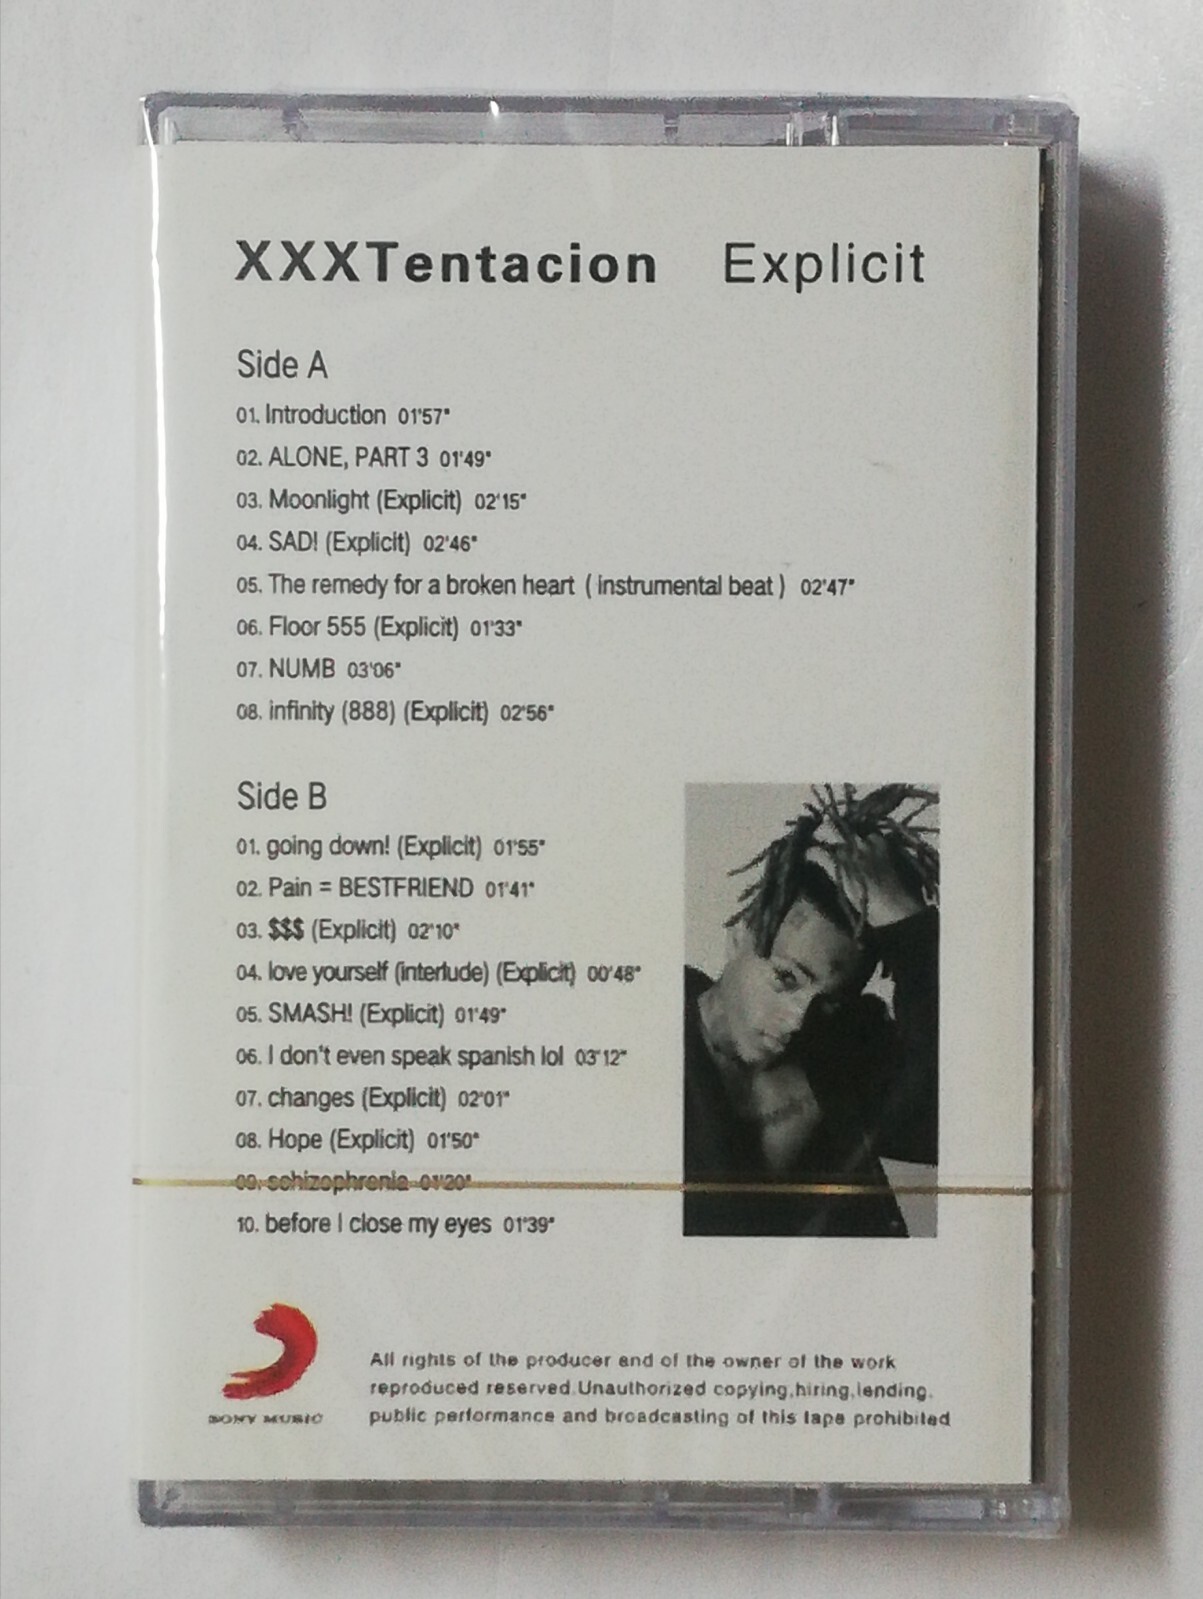 XXXTentacion Explicit
Side A
01. Introduction 01'57"
02. ALONE, PART 3 01'49"
03. Moonlight (Explicit) 02'15"
04. SAD! (Explicit) 02'46"
05. The remedy for a broken heart ( instrumental beat ) 02'47"
06. Floor 555 (Explicit) 01'33"
07. NUMB 03'06"
08. infinity (888) (Explicit) 02'56"
Side B
01. going down! (Explicit) 01'55"
02. Pain = BESTFRIEND 01'41"
03. $$$ (Explicit) 02'10"
04. love yourself (interlude) (Explicit) 00'48"
05. SMASH! (Explicit) 01'49"
06. I don't even speak spanish lol 03'12"
07. changes (Explicit) 02'01"
08. Hope (Explicit) 01'50"
09. schizophrenia 01'20"
10. before I close my eyes 01'39"
All rights of the producer and of the owner of the work
reproduced reserved.Unauthorized copying,hiring,lending,
public performance and broadcasting of this tape prohibited
SONY MUSIC